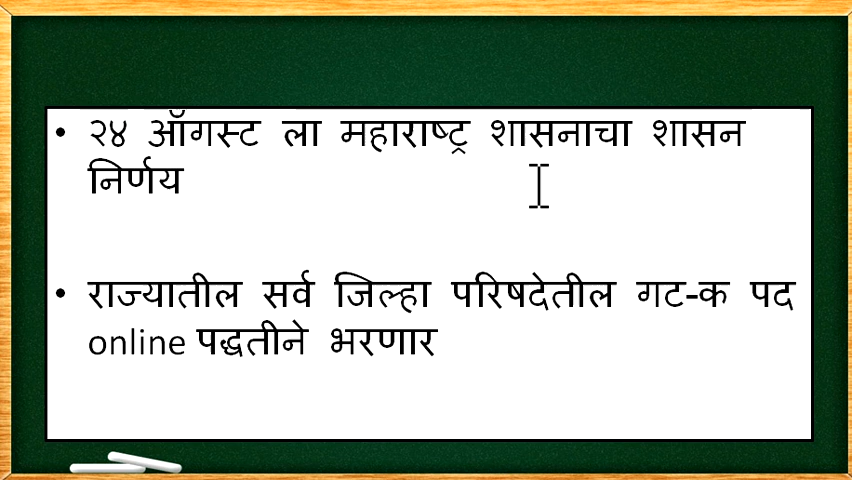 • २४ ऑगस्ट ला महाराष्ट्र शासनाचा शासन
निर्णय
• राज्यातील सर्व जिल्हा परिषदेतील गट-क पद
online पद्धतीने भरणार